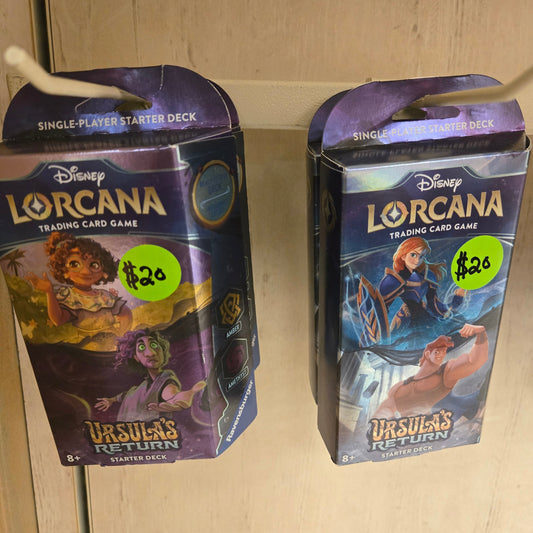 SINGLE-PLAYER STARTER DECK
Disney
LORCANA
TRADING CARD GAME
$20
AMBER
AMETHYST
Ravensburger
URSULA'S
RETURN
8+
STARTER DECK
SINGLE-PLAYER STARTER DECK
Disney
LORCANA
TRADING CARD GAME
$20
URSULA'S
RETURN
8+
STARTER DECK